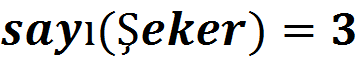 sayı(Şeker) = 3